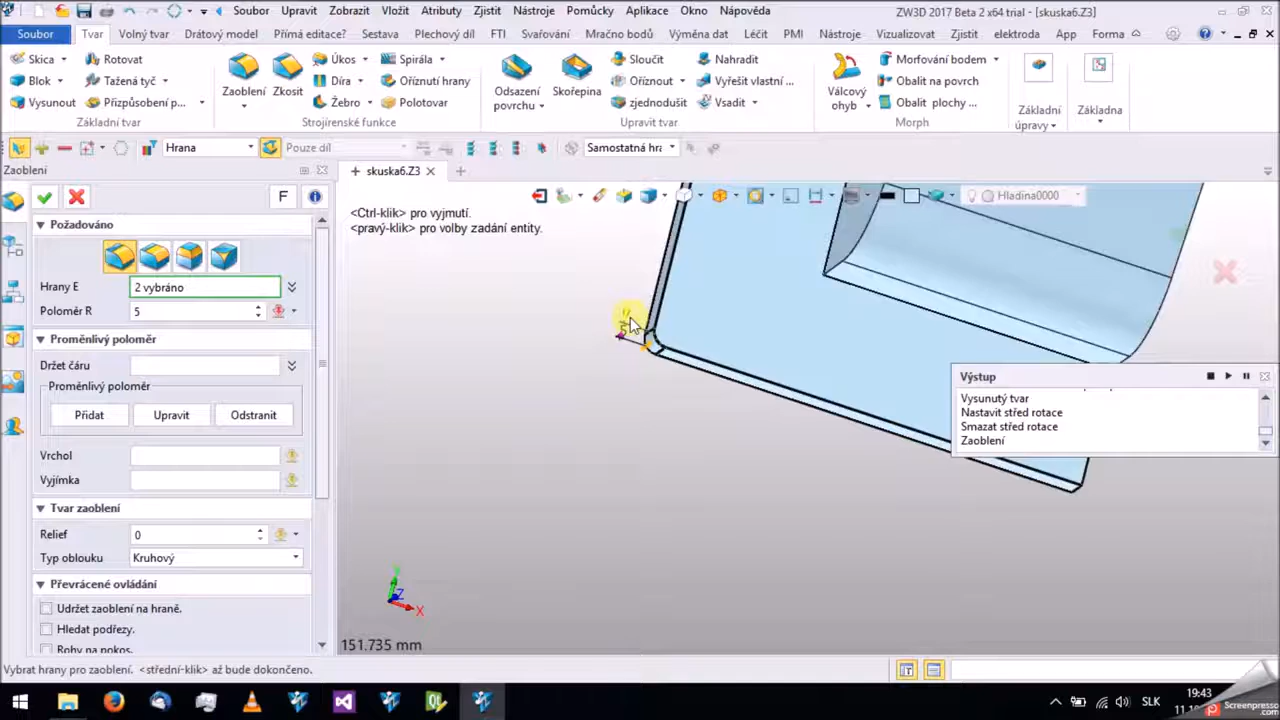 Soubor Upravit Zobrazit Vložit Atributy Zjistit Nástroje Pomůcky Aplikace Okno Nápověda ZW3D 2017 Beta 2 x64 trial - [skuska6.Z3]
Soubor Tvar Volný tvar Drátový model Přímá editace? Sestava Plechový díl FTI Svařování Mračno bodů Výměna dat Léčit PMI Nástroje Vizualizovat Zjistit elektroda App Forma
Skica Rotovat Úkos Spirála Sloučit Nahradit Morfování bodem
Blok Tažená tyč Díra Oříznutí hrany Oříznout Vyřešit vlastní ... Obalit na povrch
Zaoblení Zkosit Odsazení povrchu Skořepina Válcový ohyb
Vysunout Přizpůsobení p... Žebro Polotovar zjednodušit Vsadit Obalit plochy ...
Základní úpravy Základna
Základní tvar Strojírenské funkce Upravit tvar Morph
Hrana Pouze díl Samostatná hra
Zaoblení skuska6.Z3
F
Hladina0000
<Ctrl-klik> pro vyjmutí.
<pravý-klik> pro volby zadání entity.
Požadováno
Hrany E 2 vybráno
Poloměr R 5
Proměnlivý poloměr
Držet čáru
Proměnlivý poloměr
Přidat Upravit Odstranit
Vrchol
Vyjímka
Tvar zaoblení
Relief 0
Typ oblouku Kruhový
Převrácené ovládání
Udržet zaoblení na hraně.
Hledat podřezy.
Rohy na pokos.
Výstup
Vysunutý tvar
Nastavit střed rotace
Smazat střed rotace
Zaoblení
Z
X
151.735 mm
Vybrat hrany pro zaoblení. <střední-klik> až bude dokončeno.
SLK
19:43
Screenpresso
.com